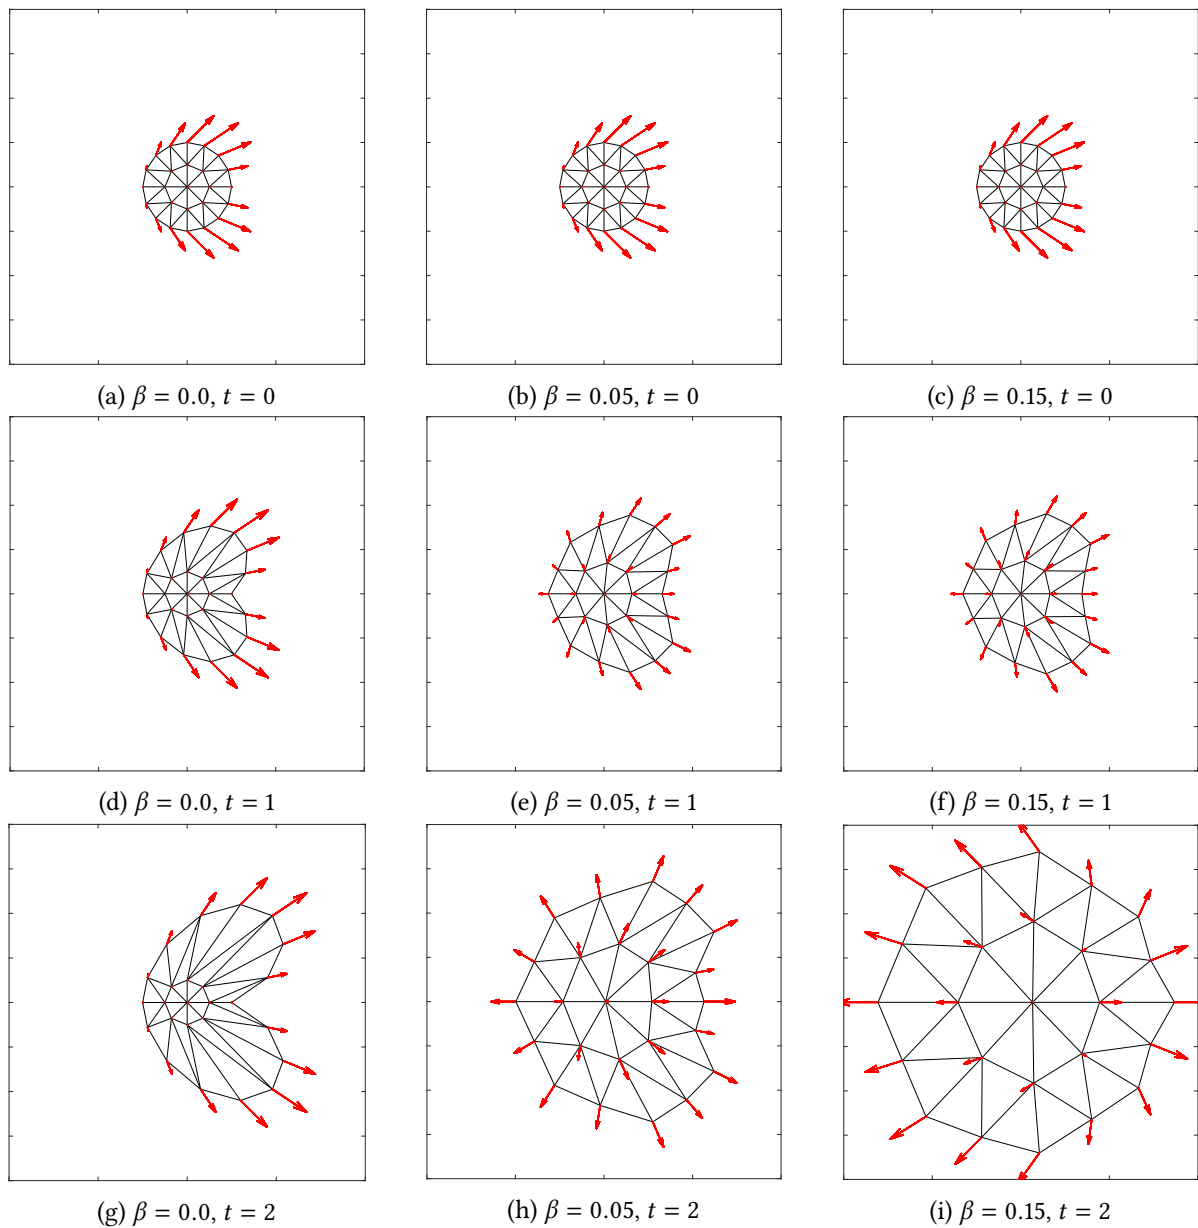 (a) β = 0.0, t = 0
(b) β = 0.05, t = 0
(c) β = 0.15, t = 0
(d) β = 0.0, t = 1
(e) β = 0.05, t = 1
(f) β = 0.15, t = 1
(g) β = 0.0, t = 2
(h) β = 0.05, t = 2
(i) β = 0.15, t = 2